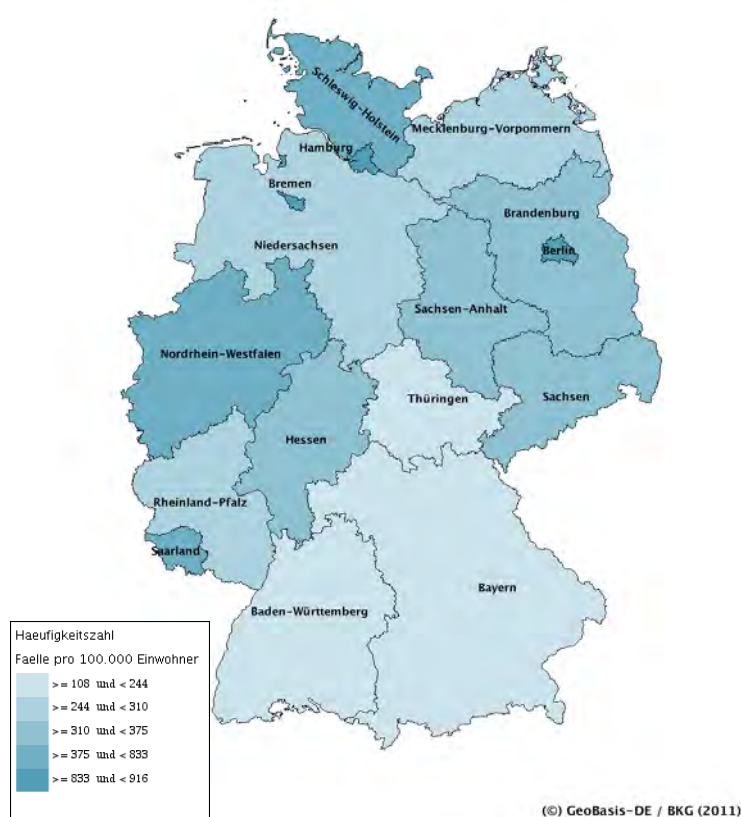 Schleswig-Holstein
Mecklenburg-Vorpommern
Hamburg
Bremen
Brandenburg
Berlin
Niedersachsen
Sachsen-Anhalt
Nordrhein-Westfalen
Thüringen
Sachsen
Hessen
Rheinland-Pfalz
Saarland
Bayern
Baden-Württemberg
Haeufigkeitszahl
Faelle pro 100.000 Einwohner
>= 108 und < 244
>= 244 und < 310
>= 310 und < 375
>= 375 und < 833
>= 833 und < 916
(©) GeoBasis-DE / BKG (2011)